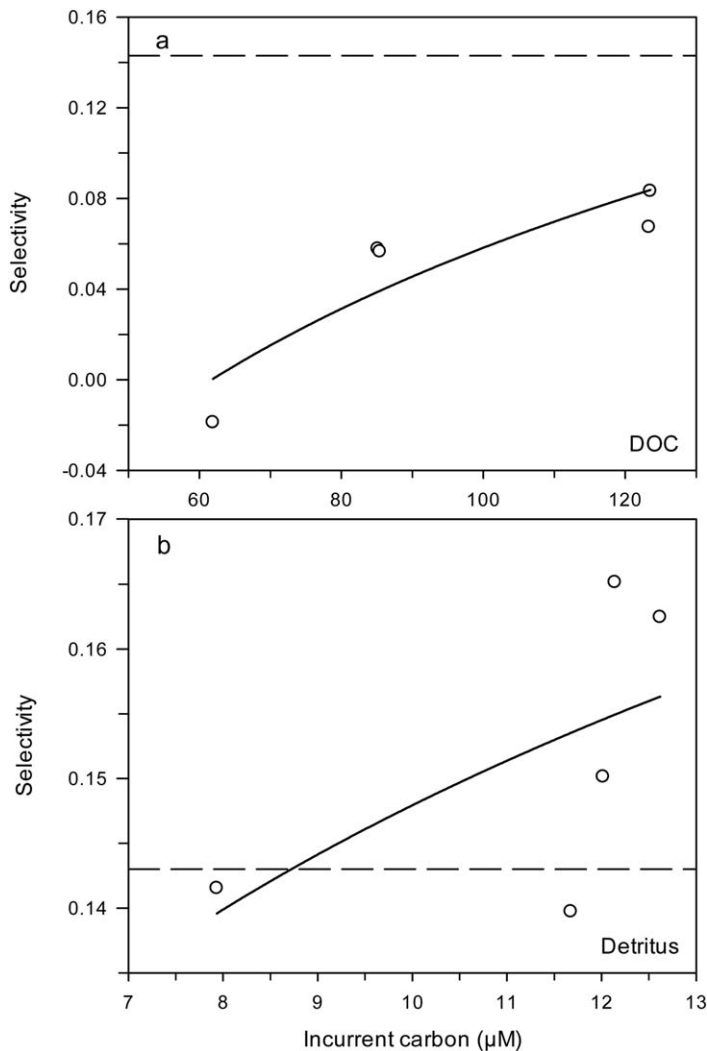 0.16
a
0.12
Selectivity
0.08
0.04
0.00
DOC
-0.04
60 80 100 120
0.17
b
0.16
Selectivity
0.15
0.14
Detritus
7 8 9 10 11 12 13
Incurrent carbon (µM)